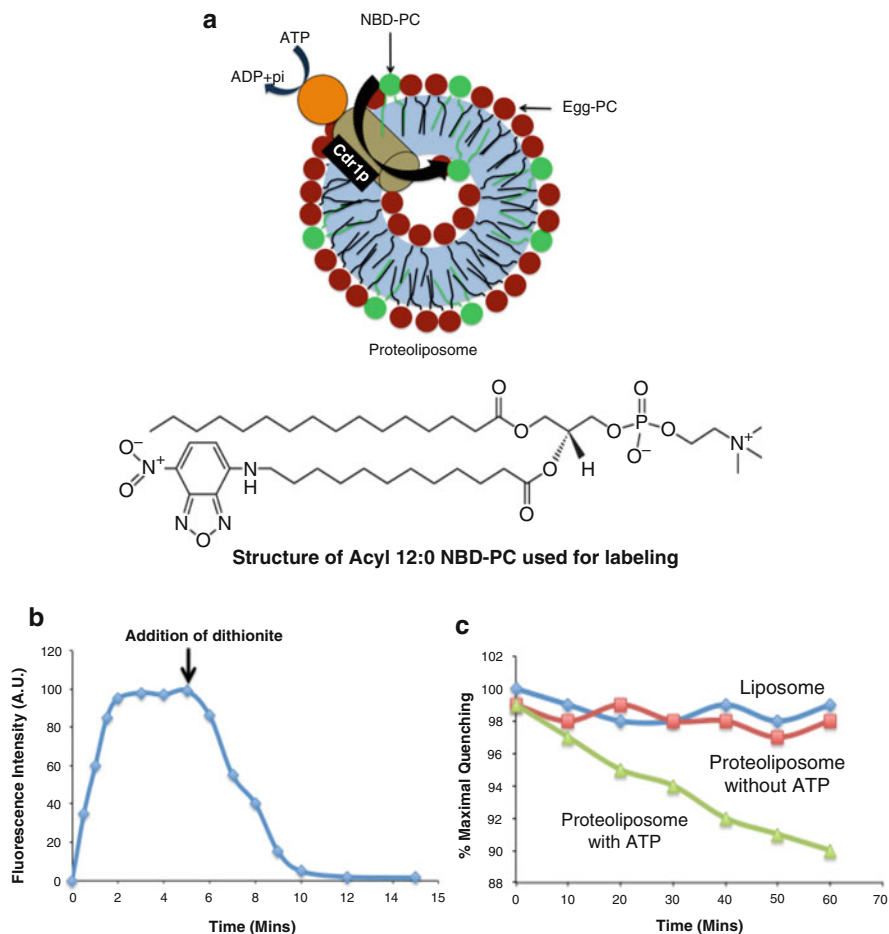 a
NBD-PC
ATP
ADP+pi
Egg-PC
Cdr1p
Proteoliposome
O
O
O
O
P
O
O⁻
N⁺
O
H
O
O⁻
N⁺
O
N
H
N
N
O
Structure of Acyl 12:0 NBD-PC used for labeling
b
Addition of dithionite
Fluorescence Intensity (A.U.)
120
100
80
60
40
20
0
0 2 4 6 8 10 12 14 15
Time (Mins)
c
% Maximal Quenching
102
100
98
96
94
92
90
88
0 10 20 30 40 50 60 70
Liposome
Proteoliposome
without ATP
Proteoliposome
with ATP
Time (Mins)